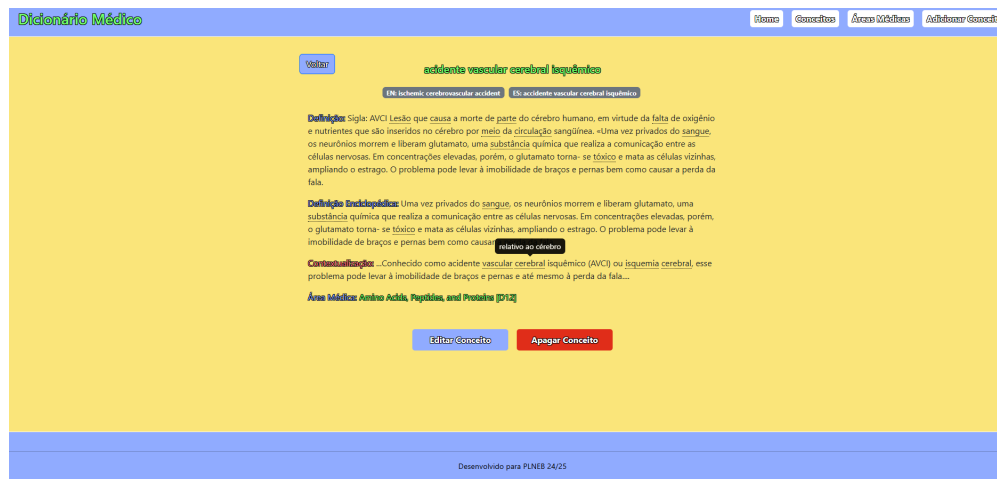 Dicionário Médico
Home Conceitos Áreas Médicas Adicionar Concei
Voltar
acidente vascular cerebral isquêmico
EN: ischemic cerebrovascular accident ES: accidente vascular cerebral isquêmico
Definição: Sigla: AVCI Lesão que causa a morte de parte do cérebro humano, em virtude da falta de oxigênio
e nutrientes que são inseridos no cérebro por meio da circulação sangüínea. «Uma vez privados do sangue,
os neurônios morrem e liberam glutamato, uma substância química que realiza a comunicação entre as
células nervosas. Em concentrações elevadas, porém, o glutamato torna- se tóxico e mata as células vizinhas,
ampliando o estrago. O problema pode levar à imobilidade de braços e pernas bem como causar a perda da
fala.
Definição Enciclopédica: Uma vez privados do sangue, os neurônios morrem e liberam glutamato, uma
substância química que realiza a comunicação entre as células nervosas. Em concentrações elevadas, porém,
o glutamato torna- se tóxico e mata as células vizinhas, ampliando o estrago. O problema pode levar à
imobilidade de braços e pernas bem como causar
relativo ao cérebro
Contextualização: ...Conhecido como acidente vascular cerebral isquêmico (AVCI) ou isquemia cerebral, esse
problema pode levar à imobilidade de braços e pernas e até mesmo à perda da fala....
Área Médica: Amino Acids, Peptides, and Proteins [D12]
Editar Conceito Apagar Conceito
Desenvolvido para PLNEB 24/25